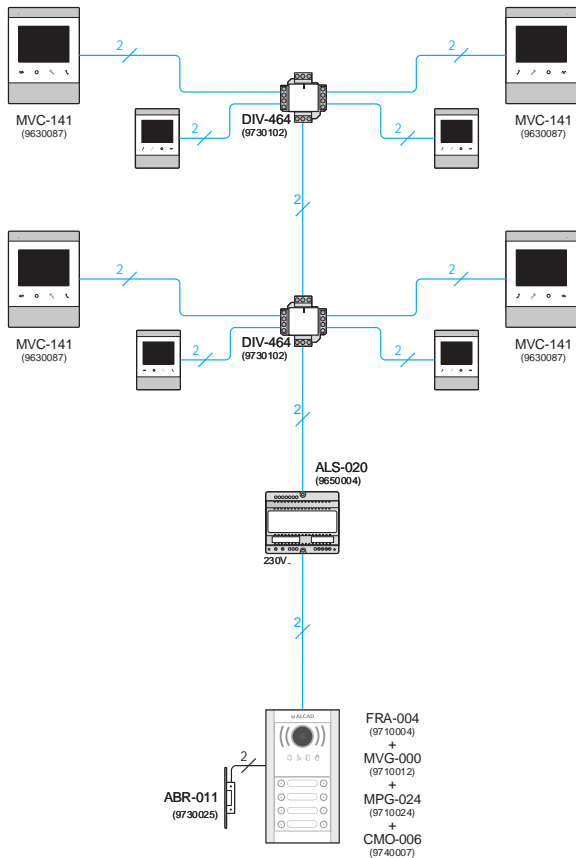 2
2
MVC-141
(9630087)
2
DIV-464
(9730102)
2
MVC-141
(9630087)
2
2
2
MVC-141
(9630087)
2
DIV-464
(9730102)
2
MVC-141
(9630087)
2
ALS-020
(9650004)
230V~
2
ALCAD
FRA-004
(9710004)
+
MVG-000
(9710012)
+
MPG-024
(9710024)
+
CMO-006
(9740007)
2
ABR-011
(9730025)